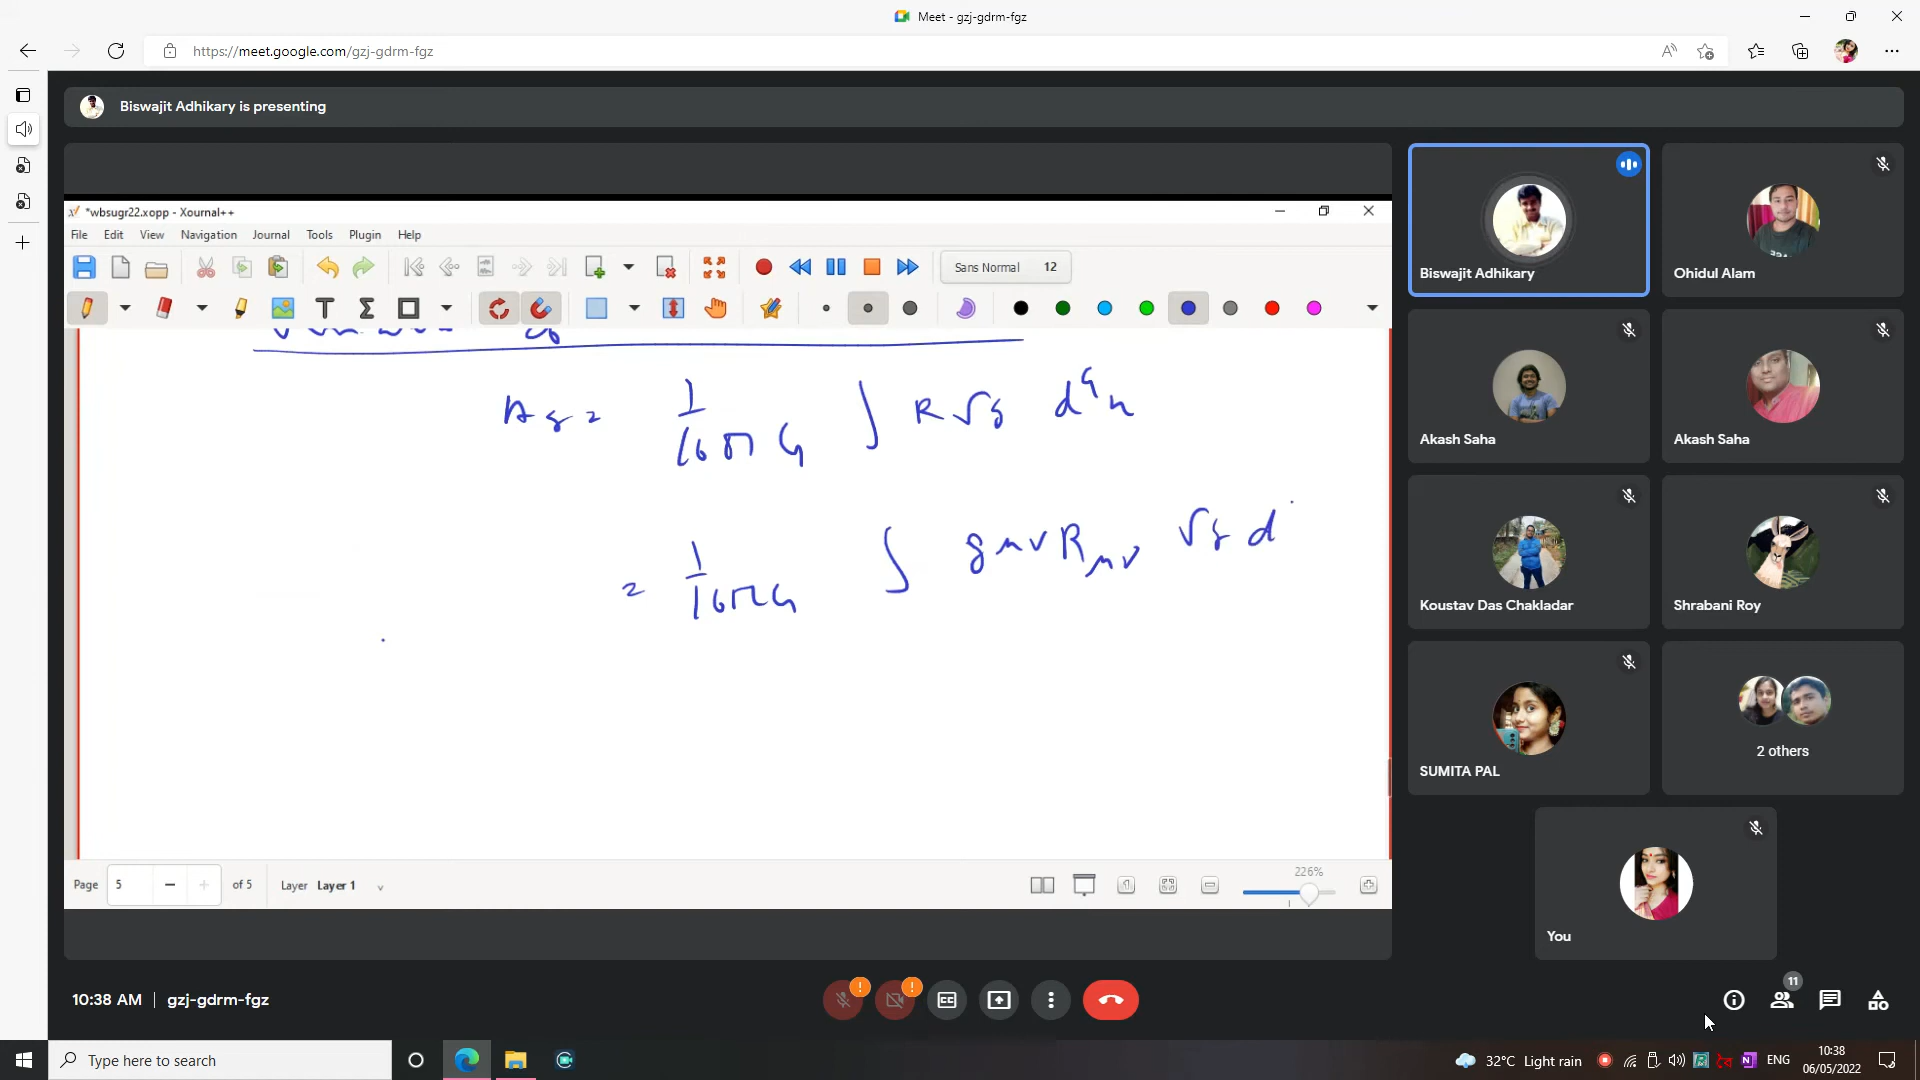 Meet - gzj-gdrm-fgz
https://meet.google.com/gzj-gdrm-fgz
Biswajit Adhikary is presenting
*wbsugr22.xopp - Xournal++
File Edit View Navigation Journal Tools Plugin Help
Sans Normal 12
A_g = 1/16πG ∫ R √g d⁴x
= 1/16πG ∫ g^μν R_μν √g d
Page 5 of 5 Layer Layer 1
226%
Biswajit Adhikary
Ohidul Alam
Akash Saha
Akash Saha
Koustav Das Chakladar
Shrabani Roy
SUMITA PAL
2 others
You
10:38 AM | gzj-gdrm-fgz
11
Type here to search
32°C Light rain
ENG
10:38
06/05/2022